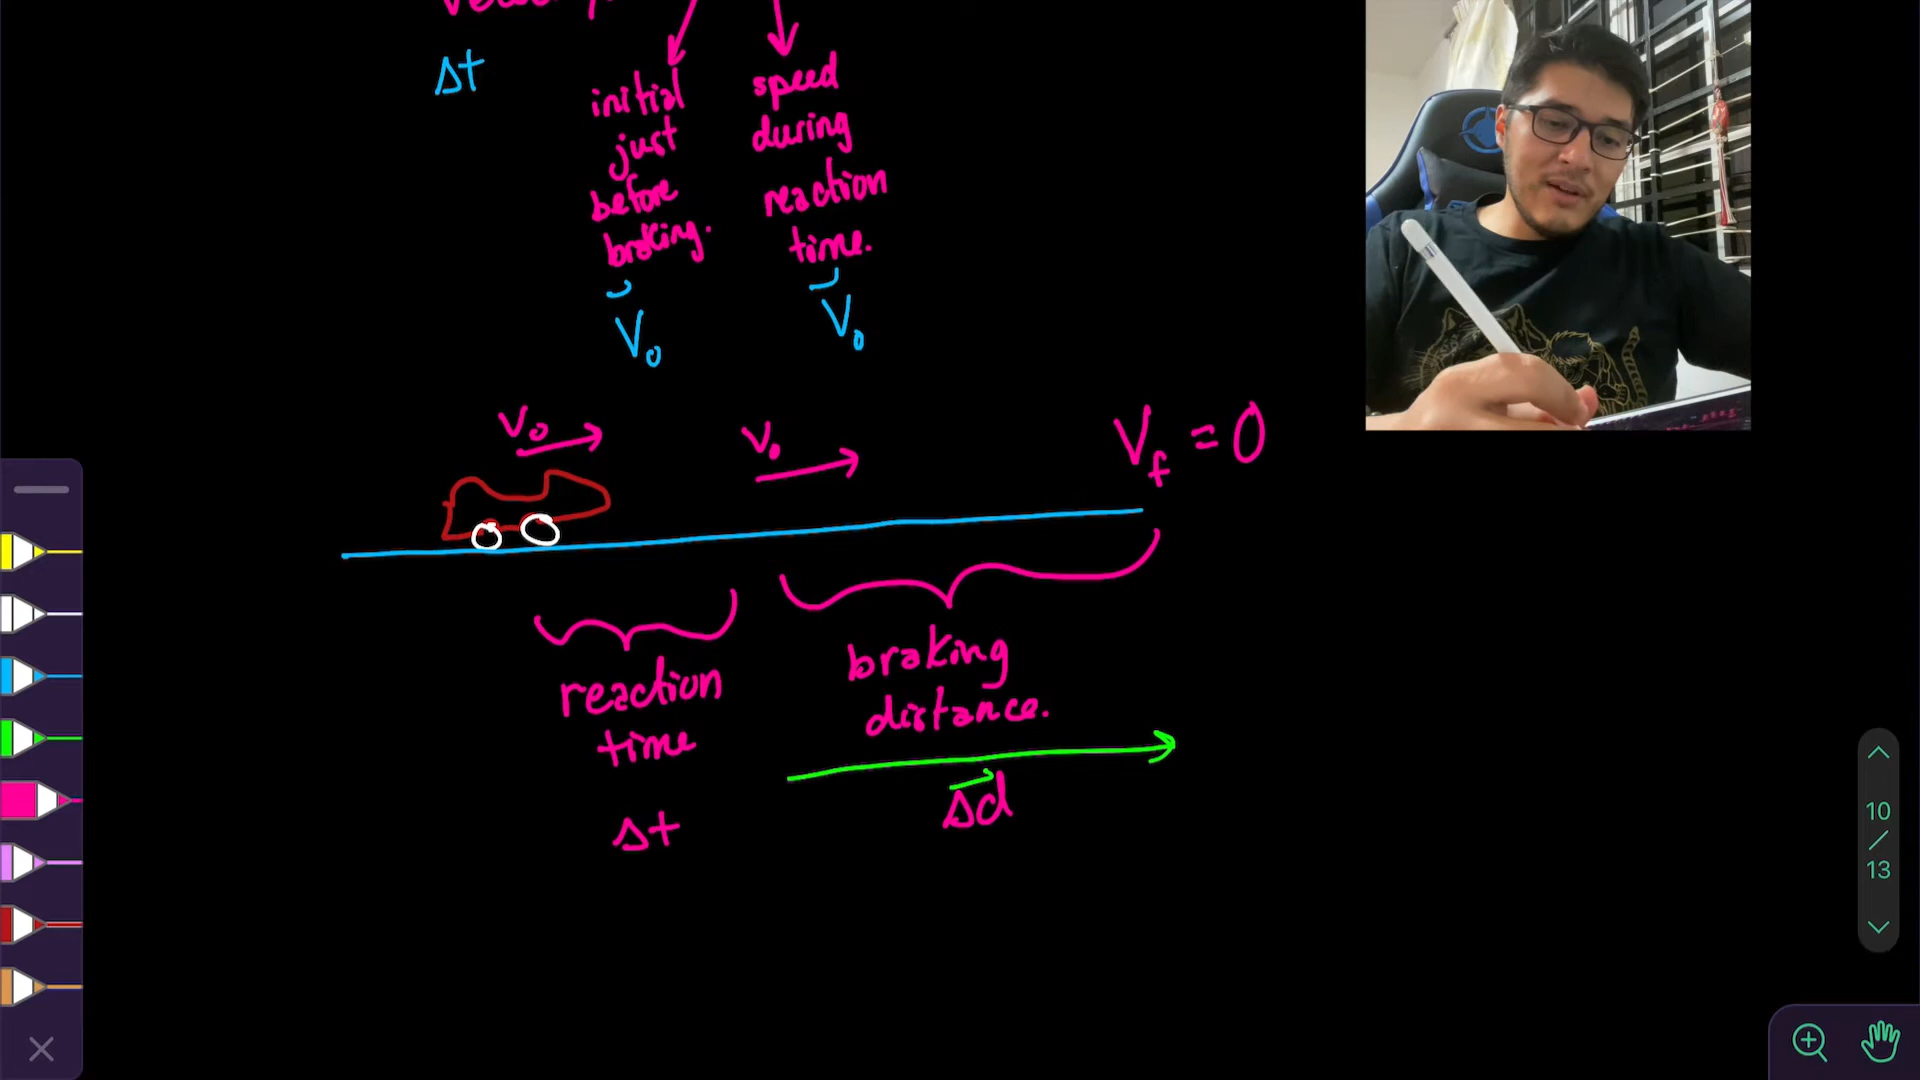 Δt
initial
just
before
braking.
speed
during
reaction
time.
V₀
V₀
V₀
V₀
V_f = 0
reaction
time
Δt
braking
distance.
Δd
10
/
13